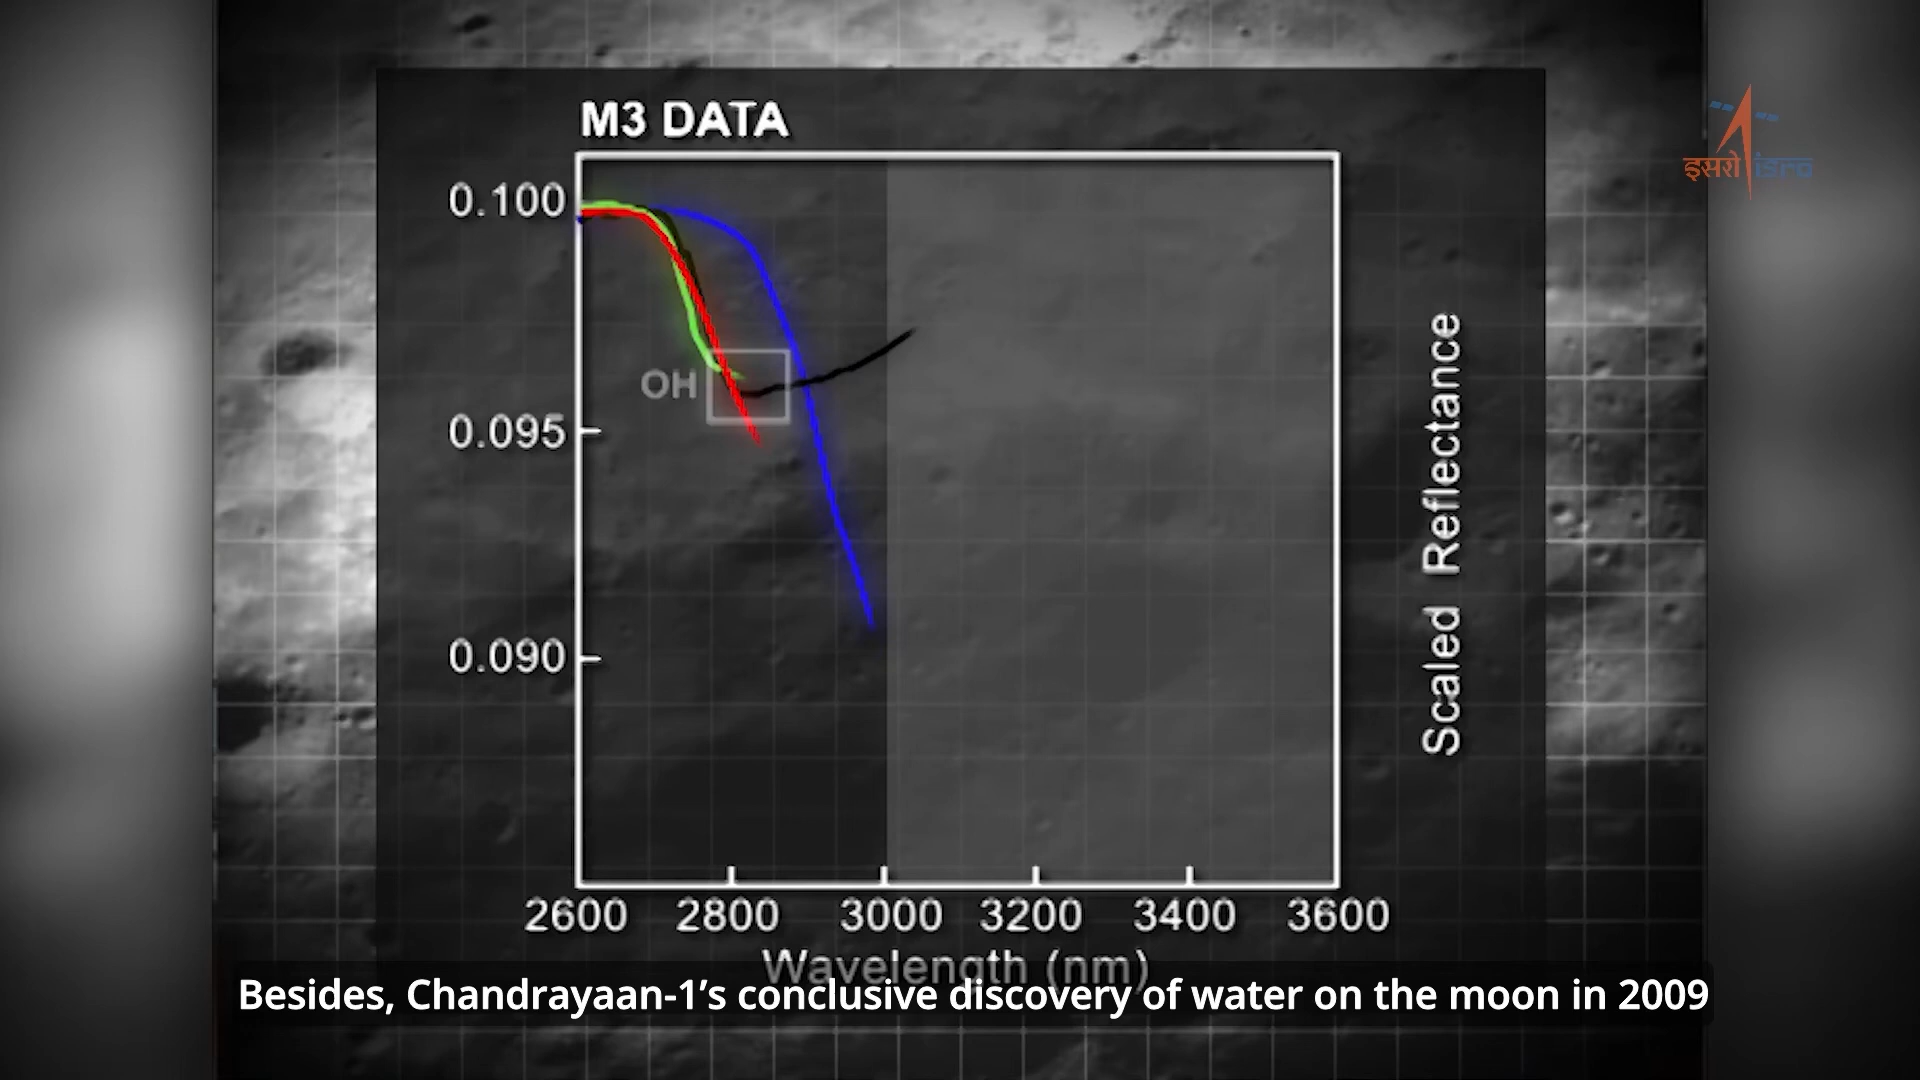 M3 DATA
इसरो isro
0.100
OH
0.095
0.090
Scaled Reflectance
2600 2800 3000 3200 3400 3600
Wavelength (nm)
Besides, Chandrayaan-1’s conclusive discovery of water on the moon in 2009